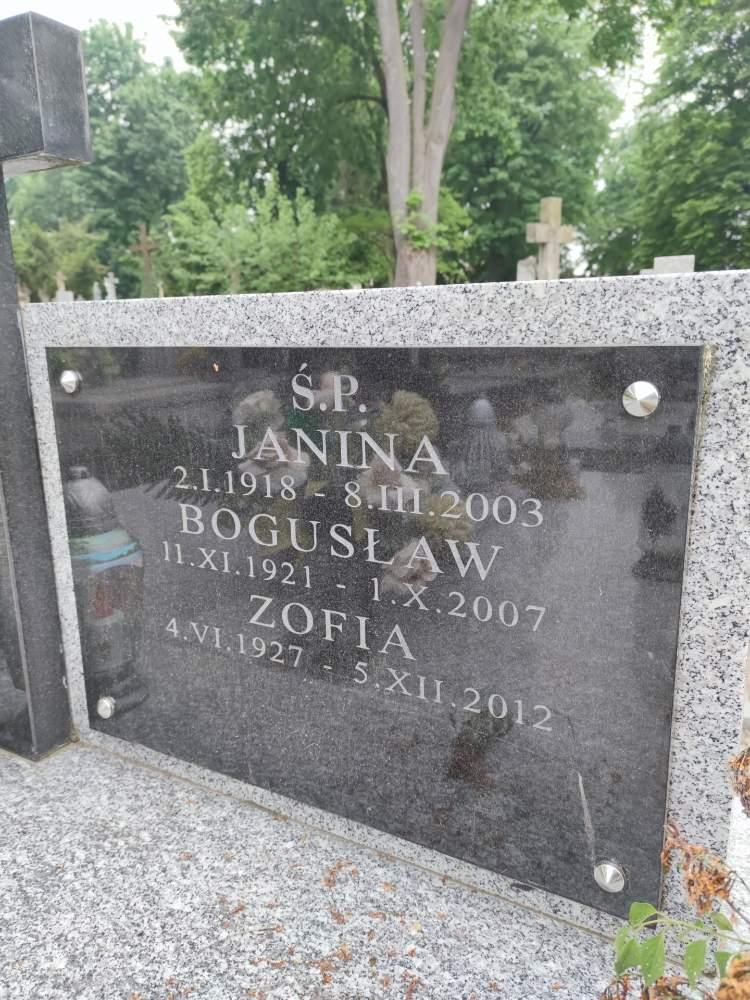 Ś.P.
JANINA
2.I.1918 - 8.III.2003
BOGUSŁAW
11.XI.1921 - 1.X.2007
ZOFIA
4.VI.1927 - 5.XII.2012